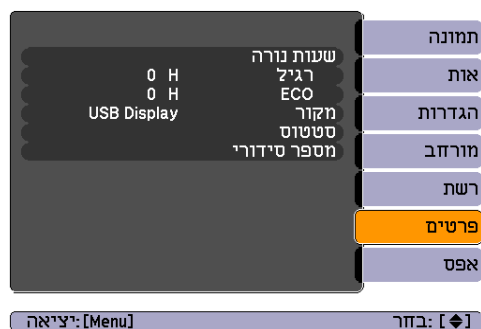 תמונה
אות
הגדרות
מורחב
רשת
פרטים
אפס
שעות נורה
רגיל 0 H
ECO 0 H
מקור USB Display
סטטוס
מספר סידורי
[◆] :בחר
[Menu]:יציאה